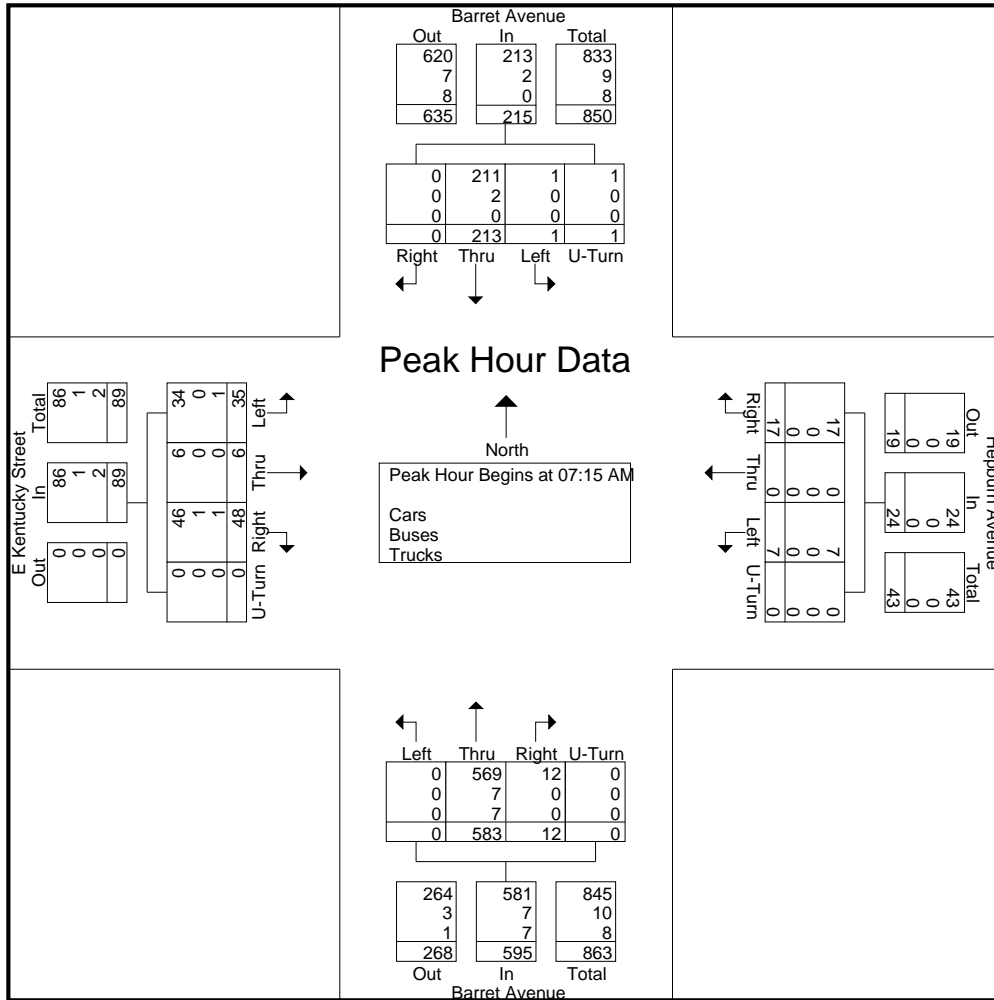 Barret Avenue
Out In Total
620 213 833
7 2 9
8 0 8
635 215 850
0 211 1 1
0 2 0 0
0 0 0 0
0 213 1 1
Right Thru Left U-Turn
Peak Hour Data
North
Peak Hour Begins at 07:15 AM
Cars
Buses
Trucks
E Kentucky Street
Total In Out
86 86 0
1 1 0
2 2 0
89 89 0
34 6 46 0
0 0 1 0
1 0 1 0
35 6 48 0
Left Thru Right U-Turn
Hepburn Avenue
Out In Total
19 24 43
0 0 0
0 0 0
19 24 43
17 0 7 0
0 0 0 0
0 0 0 0
17 0 7 0
Right Thru Left U-Turn
Left Thru Right U-Turn
0 569 12 0
0 7 0 0
0 7 0 0
0 583 12 0
264 581 845
3 7 10
1 7 8
268 595 863
Out In Total
Barret Avenue